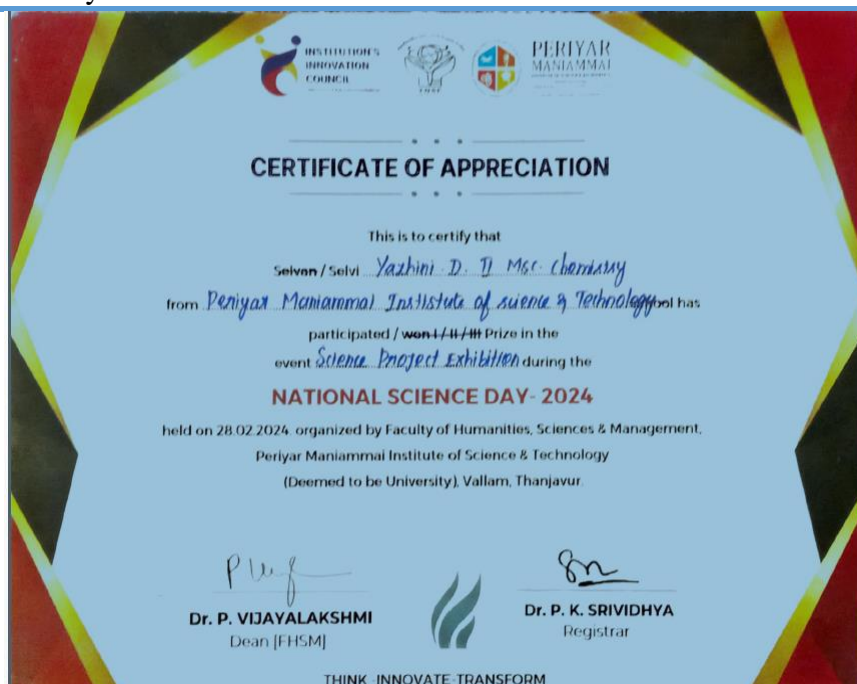 INSTITUTION'S
INNOVATION
COUNCIL
PERIYAR
MANIAMMAI
CERTIFICATE OF APPRECIATION
This is to certify that
Selvan / Selvi Yazhini. D. II Msc. Chemistry
from Periyar Maniammai Institute of science & Technology has
participated / won I / II / III Prize in the
event Science Project Exhibition during the
NATIONAL SCIENCE DAY- 2024
held on 28.02.2024. organized by Faculty of Humanities, Sciences & Management,
Periyar Maniammai Institute of Science & Technology
(Deemed to be University), Vallam, Thanjavur.
Dr. P. VIJAYALAKSHMI
Dean [FHSM]
Dr. P. K. SRIVIDHYA
Registrar
THINK -INNOVATE-TRANSFORM